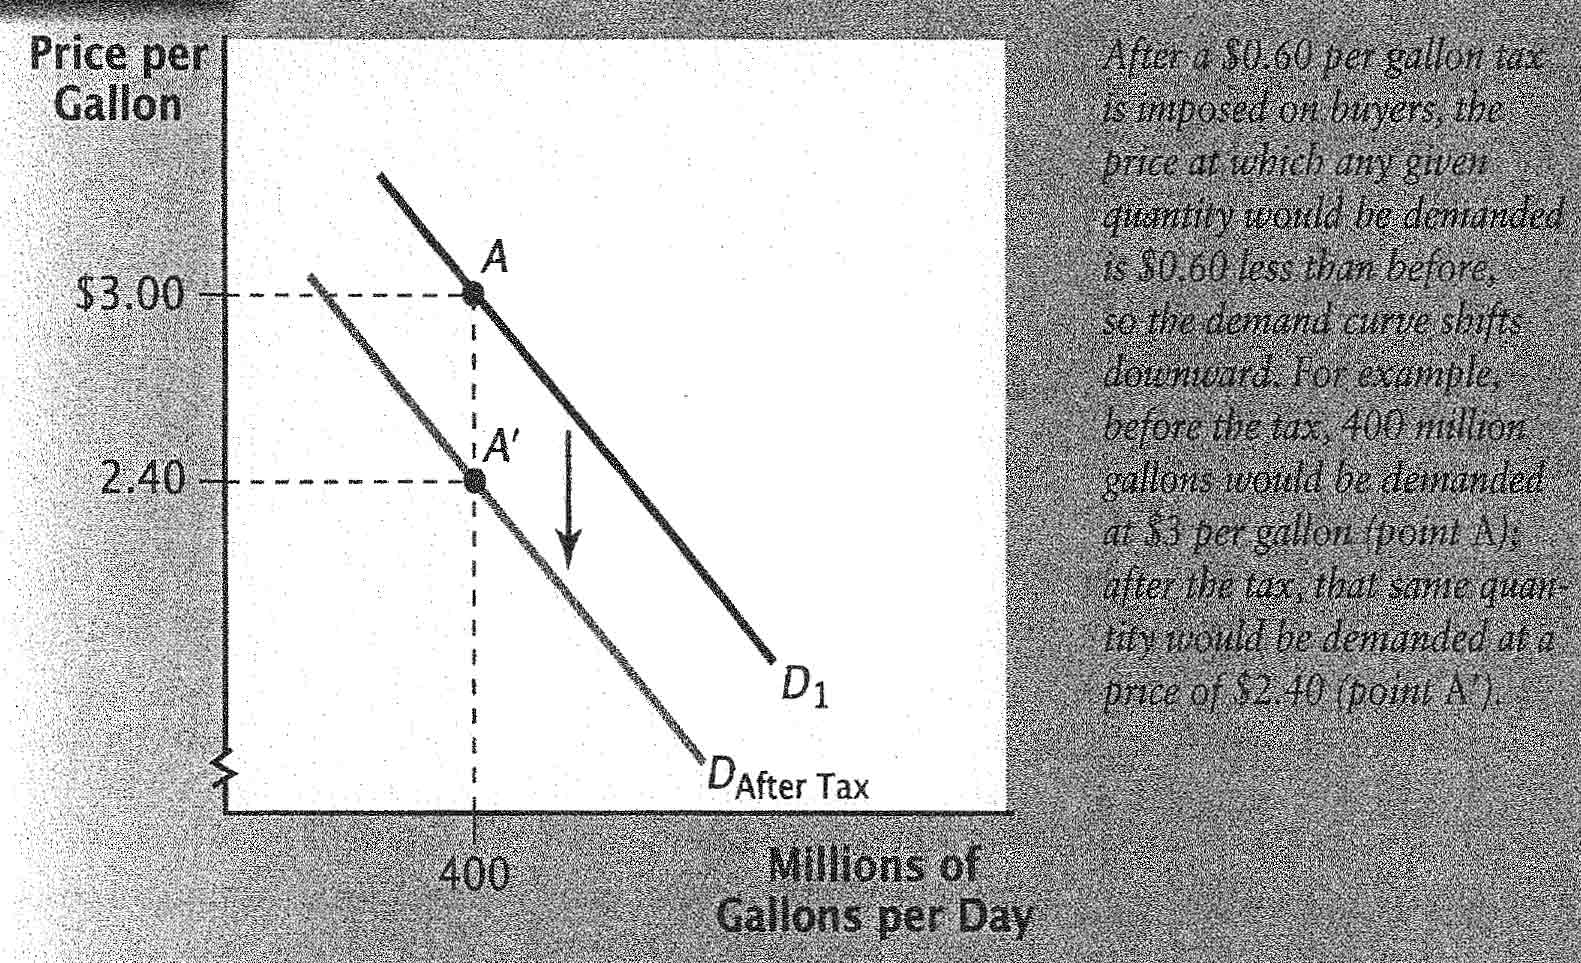 Price per
Gallon
$3.00
2.40
A
A′
D1
DAfter Tax
400
Millions of
Gallons per Day
After a $0.60 per gallon tax
is imposed on buyers, the
price at which any given
quantity would be demanded
is $0.60 less than before,
so the demand curve shifts
downward. For example,
before the tax, 400 million
gallons would be demanded
at $3 per gallon (point A);
after the tax, that same quan-
tity would be demanded at a
price of $2.40 (point A′).